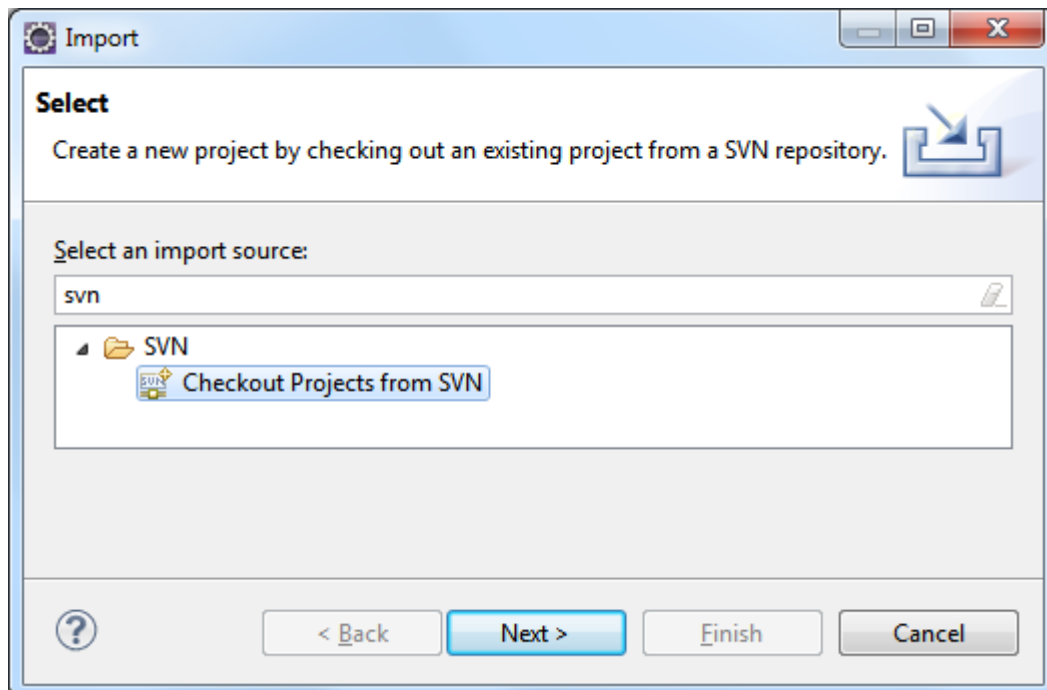 Import
Select
Create a new project by checking out an existing project from a SVN repository.
Select an import source:
svn
SVN
Checkout Projects from SVN
? < Back Next > Finish Cancel